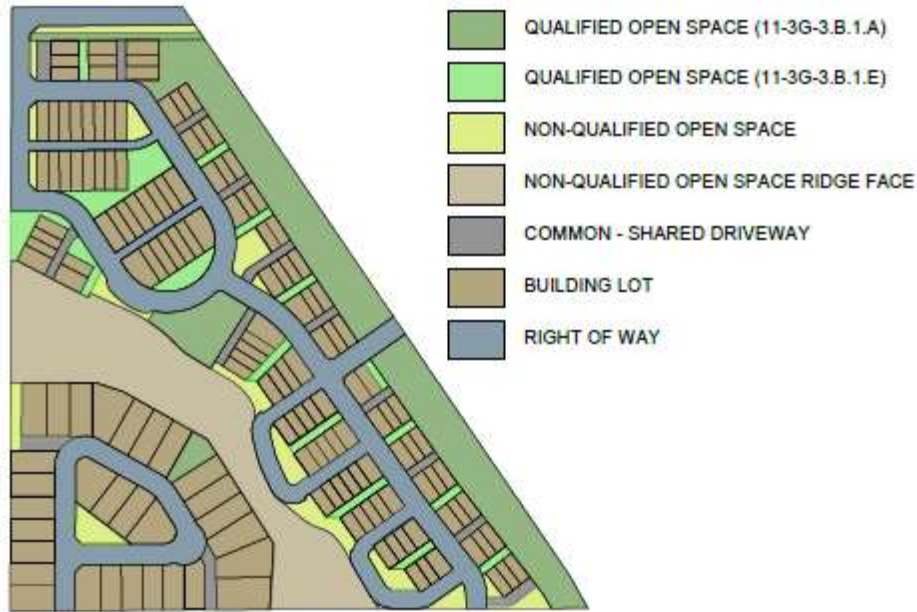 QUALIFIED OPEN SPACE (11-3G-3.B.1.A)
QUALIFIED OPEN SPACE (11-3G-3.B.1.E)
NON-QUALIFIED OPEN SPACE
NON-QUALIFIED OPEN SPACE RIDGE FACE
COMMON - SHARED DRIVEWAY
BUILDING LOT
RIGHT OF WAY